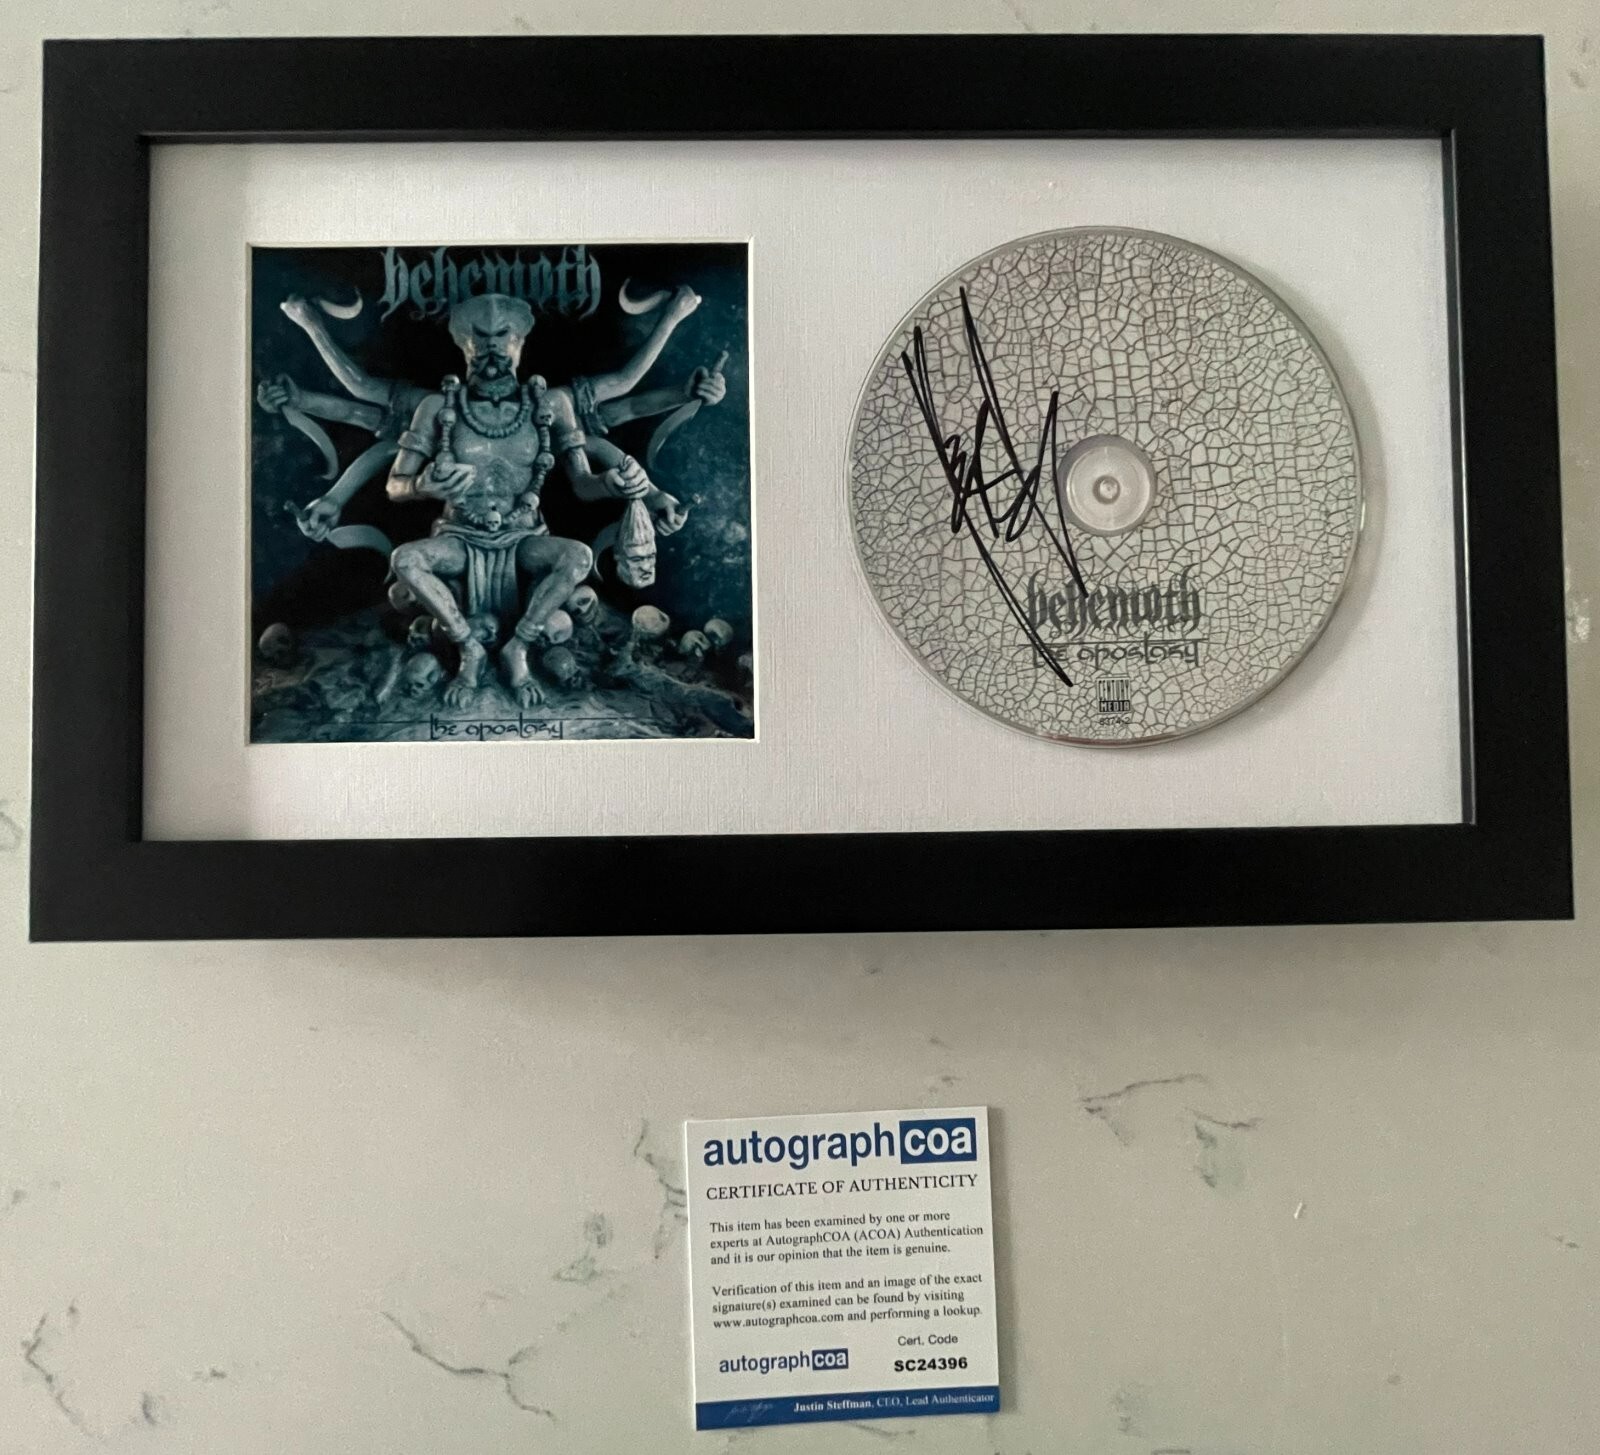 behemoth
the apostasy
behemoth
the apostasy
CENTURY
MEDIA
8374-2
autographcoa
CERTIFICATE OF AUTHENTICITY
This item has been examined by one or more
experts at AutographCOA (ACOA) Authentication
and it is our opinion that the item is genuine.
Verification of this item and an image of the exact
signature(s) examined can be found by visiting
www.autographcoa.com and performing a lookup.
Cert. Code
autographcoa
SC24396
Justin Steffman, CEO, Lead Authenticator